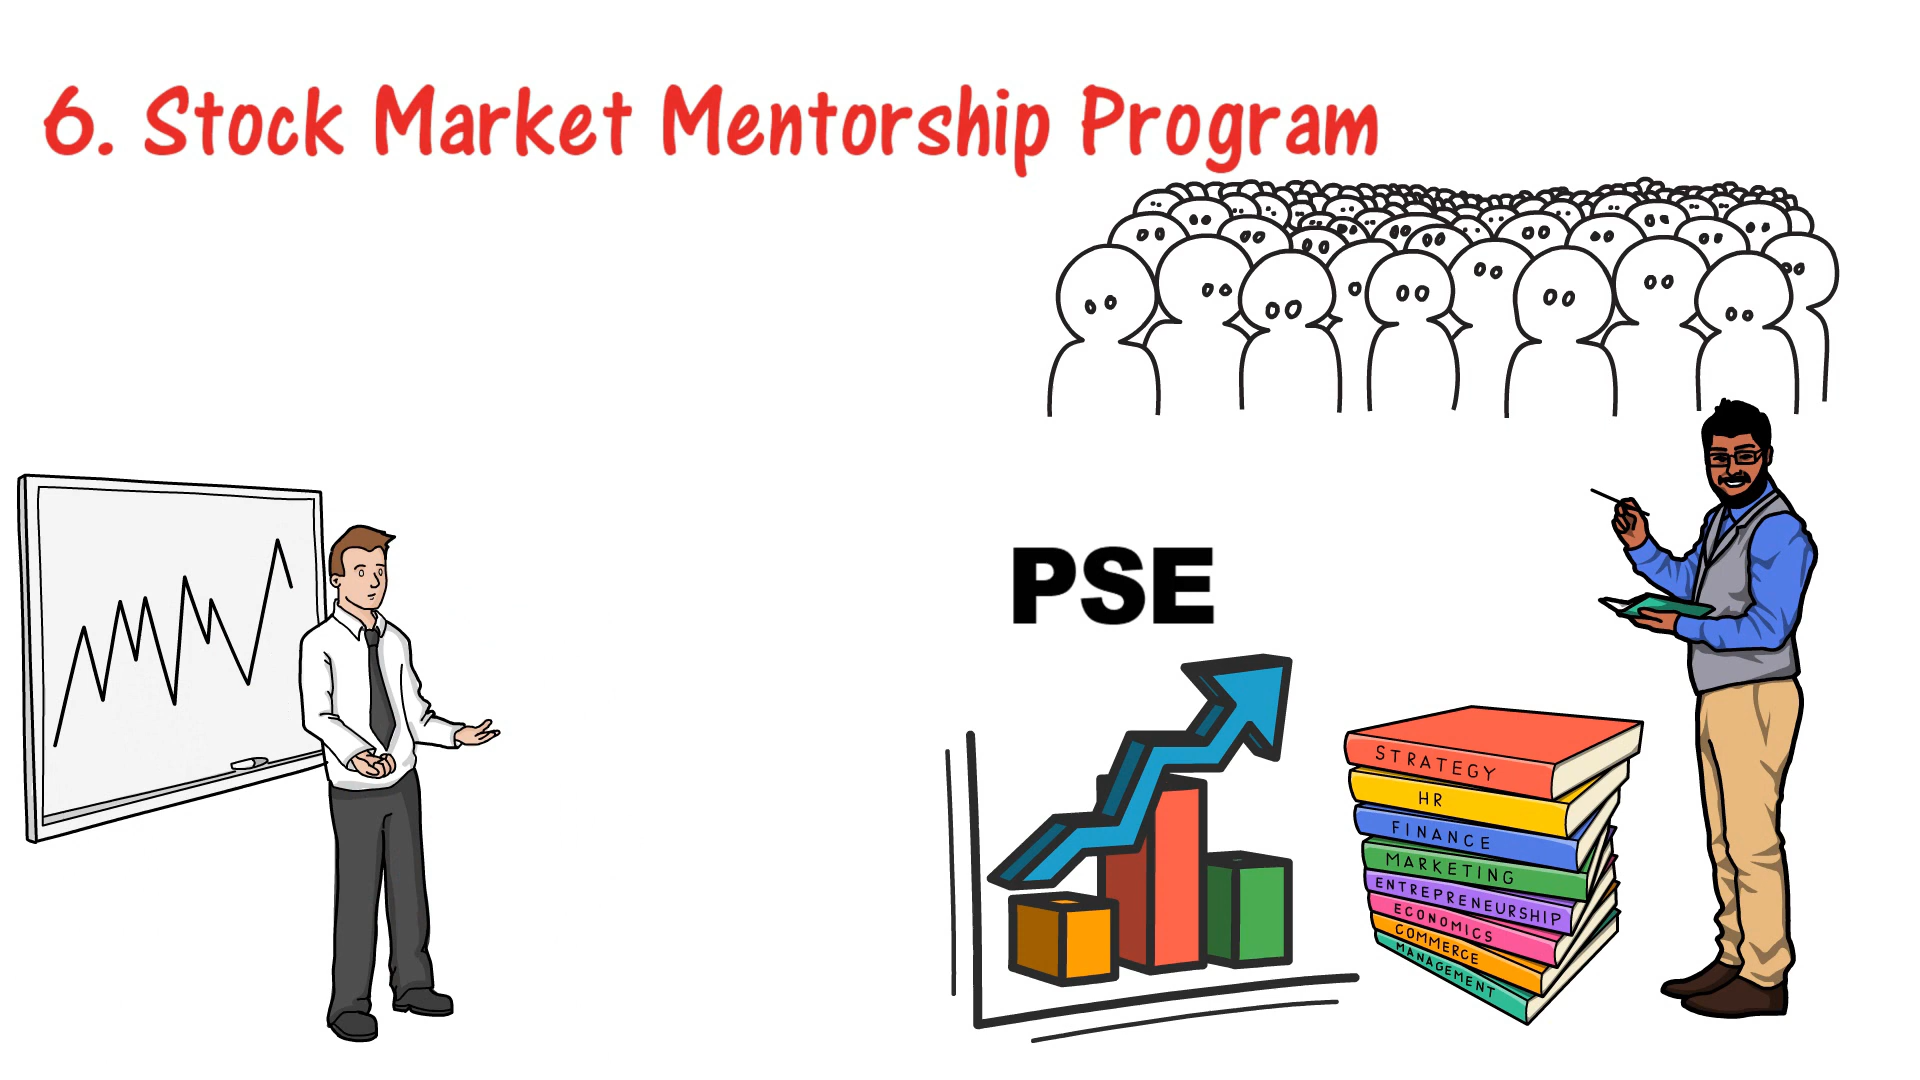 6. Stock Market Mentorship Program
PSE
STRATEGY
HR
FINANCE
MARKETING
ENTREPRENEURSHIP
ECONOMICS
COMMERCE
MANAGEMENT